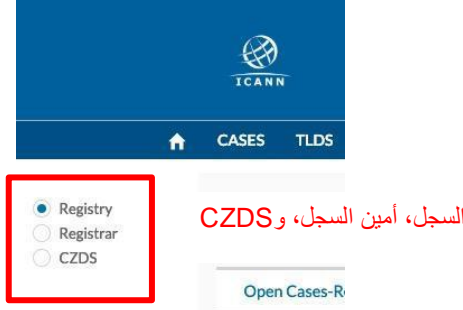 ICANN
CASES TLDS
Registry
Registrar
CZDS
السجل، أمين السجل، وCZDS
Open Cases-R